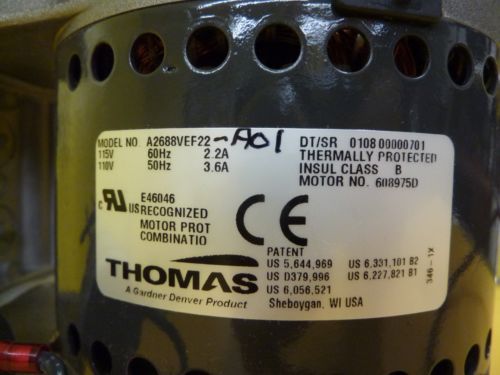 MODEL NO. A2688VEF22-A01
115V 60Hz 2.2A
110V 50Hz 3.6A
DT/SR 0108 00000701
THERMALLY PROTECTED
INSUL CLASS B
MOTOR NO. 608975D
c RU US
E46046
RECOGNIZED
MOTOR PROT
COMBINATIO
CE
THOMAS
A Gardner Denver Product
PATENT
US 5,644,969 US 6,331,101 B2
US D379,996 US 6,227,821 B1
US 6,056,521
Sheboygan, WI USA
346-1X